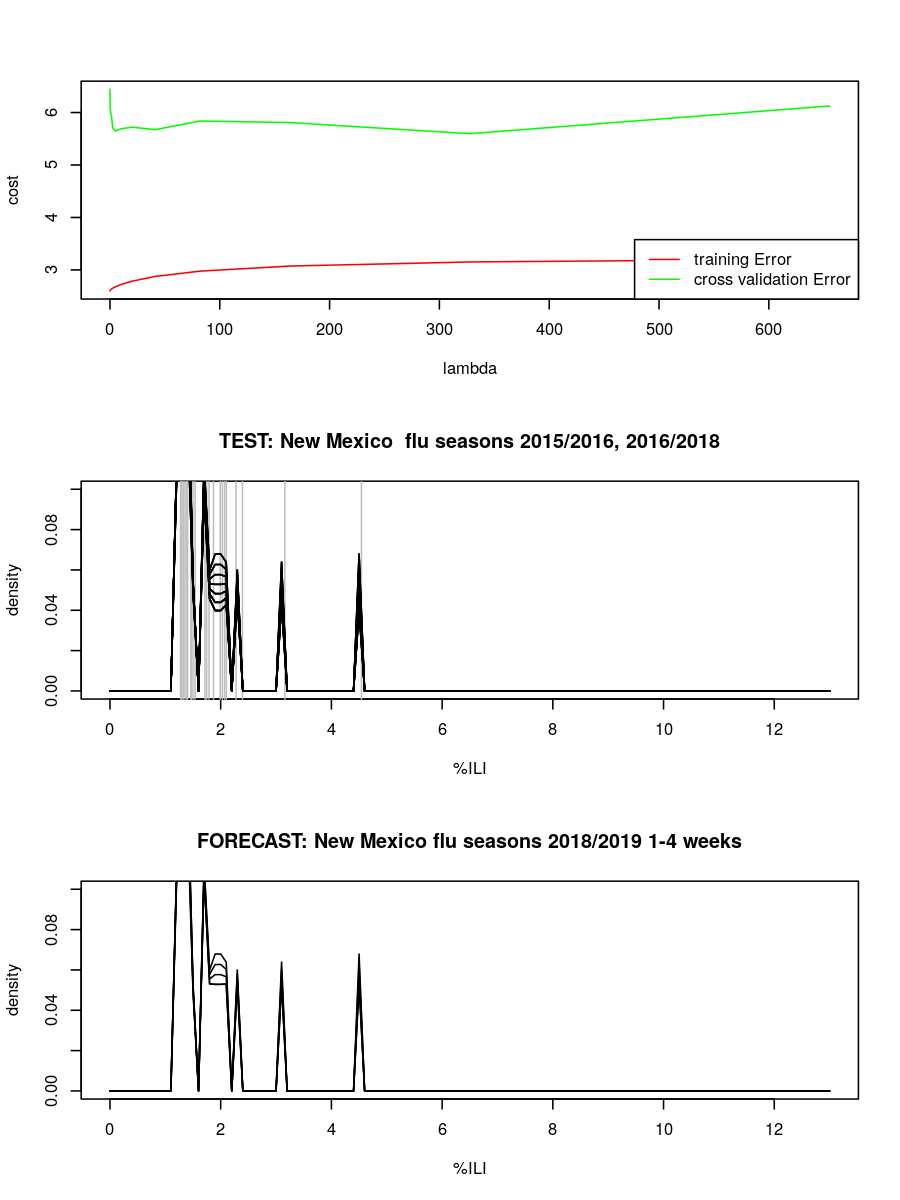 6
5
4
3
cost
training Error
cross validation Error
0 100 200 300 400 500 600
lambda
TEST: New Mexico  flu seasons 2015/2016, 2016/2018
0.08
0.04
0.00
density
0 2 4 6 8 10 12
%ILI
FORECAST: New Mexico flu seasons 2018/2019 1-4 weeks
0.08
0.04
0.00
density
0 2 4 6 8 10 12
%ILI